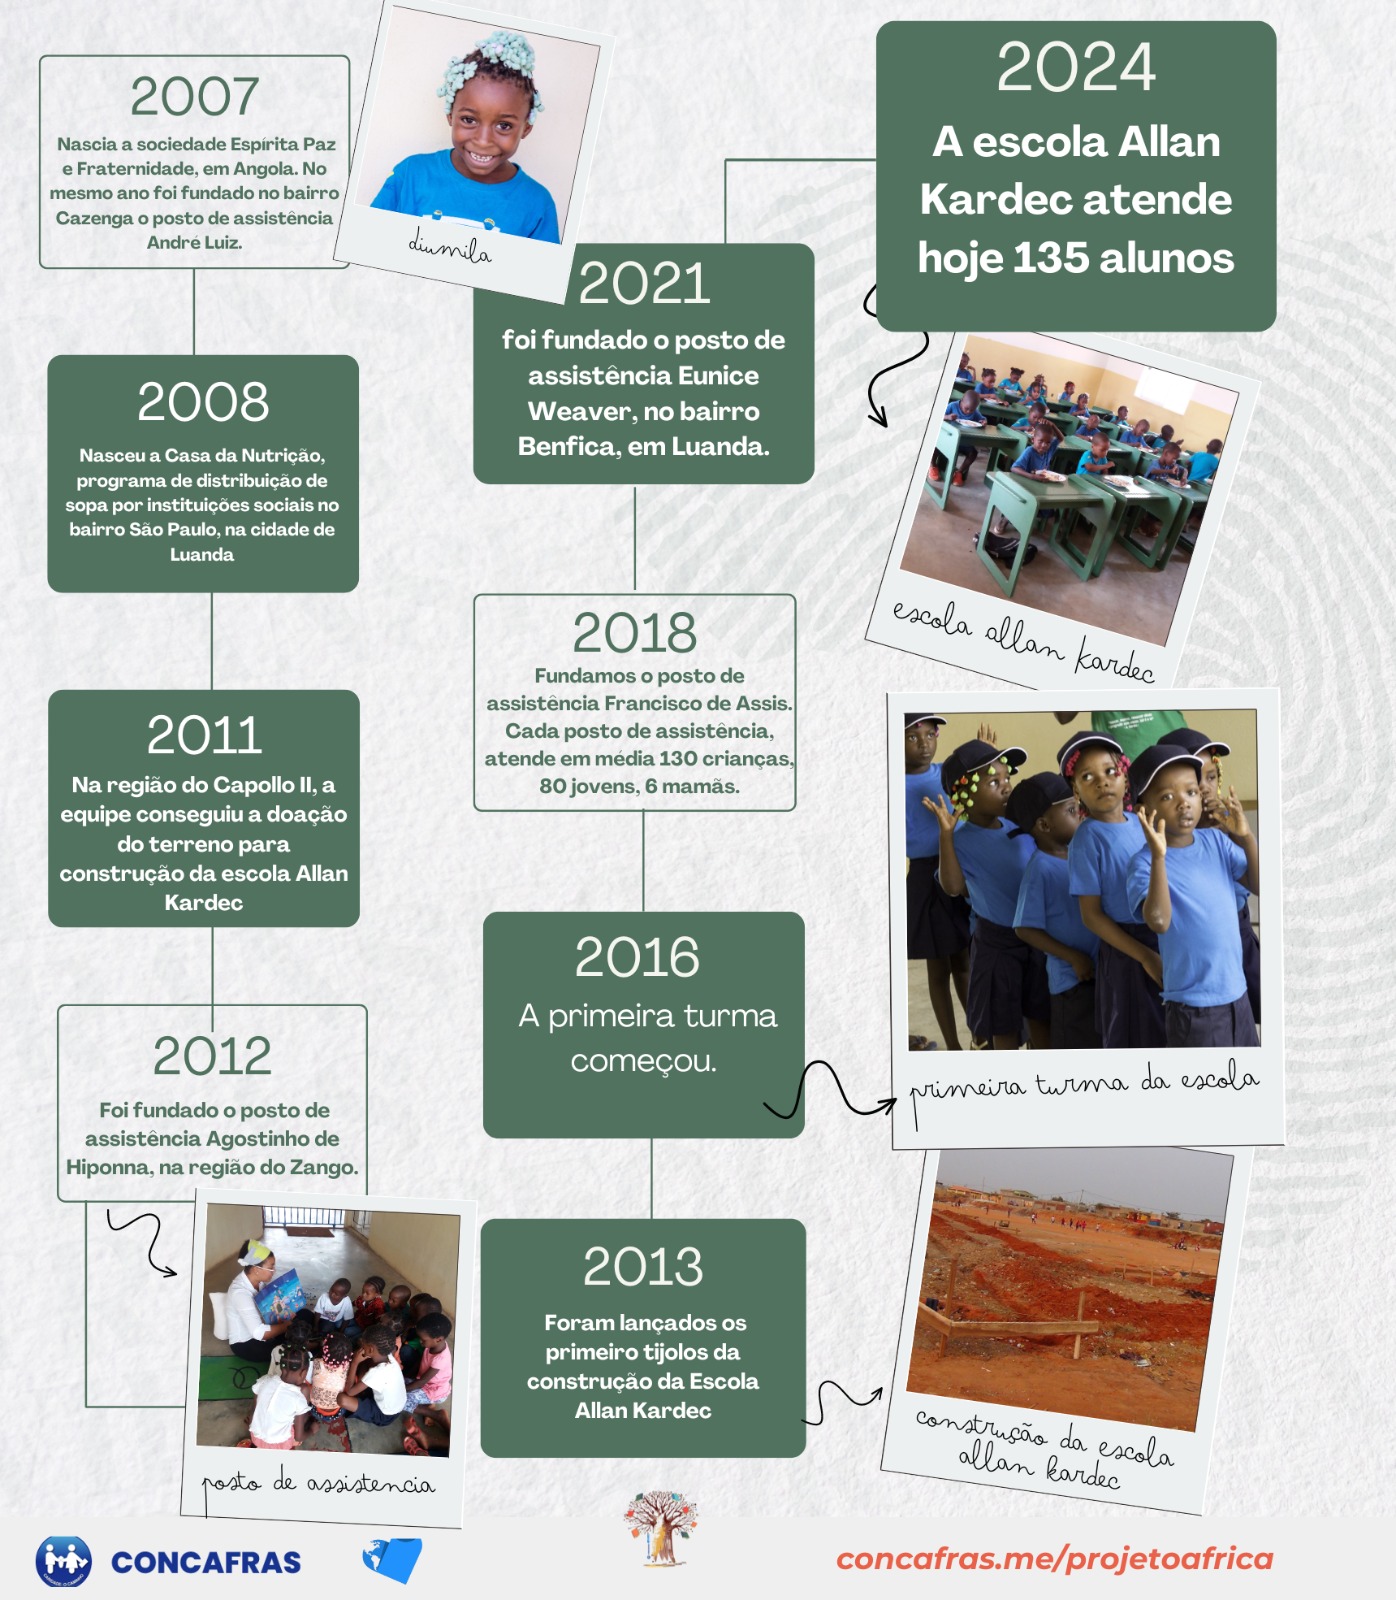 2007
Nascia a sociedade Espírita Paz
e Fraternidade, em Angola. No
mesmo ano foi fundado no bairro
Cazenga o posto de assistência
André Luiz.
diumila
2008
Nasceu a Casa da Nutrição,
programa de distribuição de
sopa por instituições sociais no
bairro São Paulo, na cidade de
Luanda
2011
Na região do Capollo II, a
equipe conseguiu a doação
do terreno para
construção da escola Allan
Kardec
2012
Foi fundado o posto de
assistência Agostinho de
Hiponna, na região do Zango.
posto de assistencia
2013
Foram lançados os
primeiro tijolos da
construção da Escola
Allan Kardec
construção da escola
allan kardec
2016
A primeira turma
começou.
primeira turma da escola
2018
Fundamos o posto de
assistência Francisco de Assis.
Cada posto de assistência,
atende em média 130 crianças,
80 jovens, 6 mamãs.
2021
foi fundado o posto de
assistência Eunice
Weaver, no bairro
Benfica, em Luanda.
2024
A escola Allan
Kardec atende
hoje 135 alunos
escola allan kardec
CONCAFRAS
concafras.me/projetoafrica